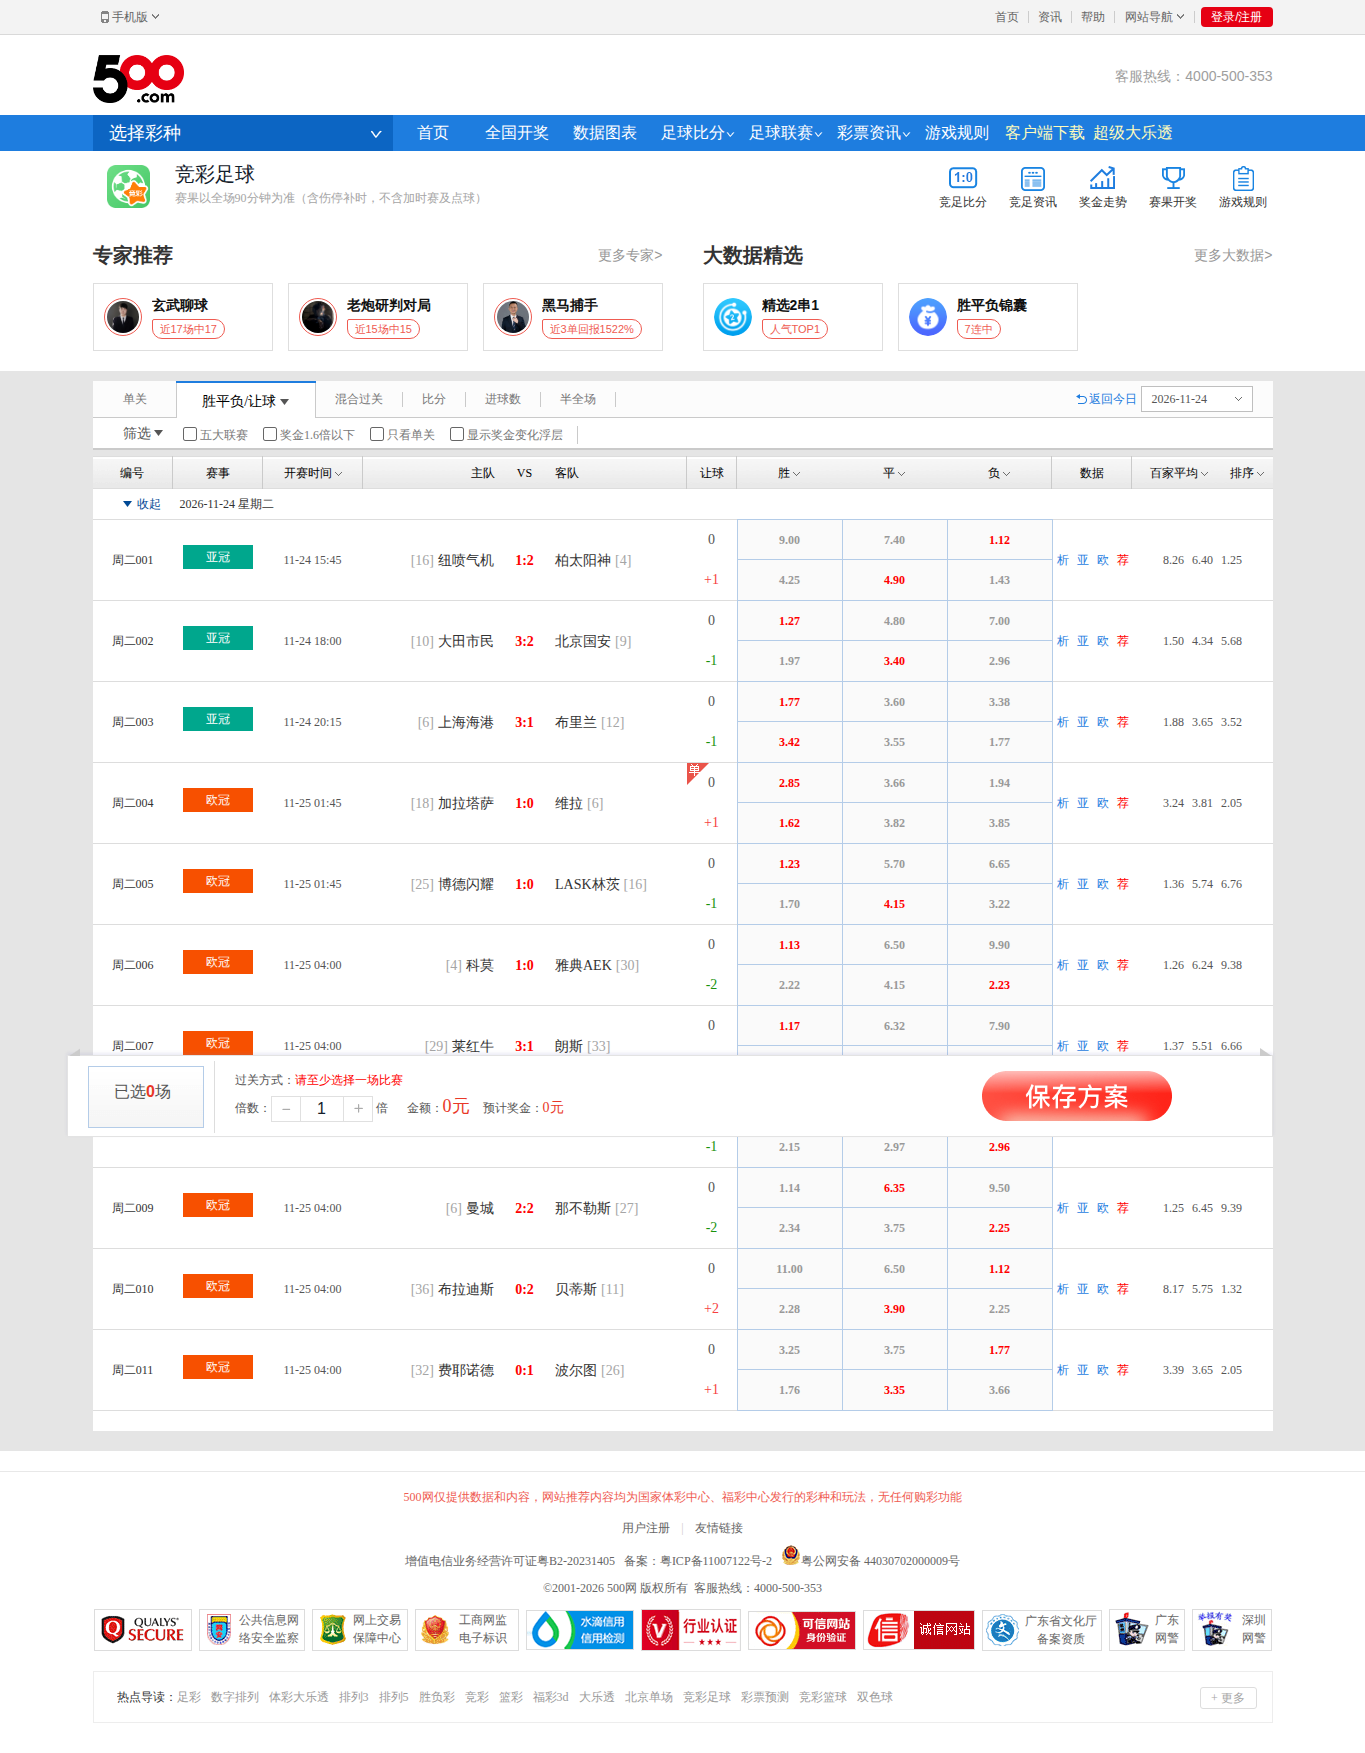 手机版
首页 资讯 帮助 网站导航 登录/注册
500.com
客服热线：4000-500-353
选择彩种 首页 全国开奖 数据图表 足球比分 足球联赛 彩票资讯 游戏规则 客户端下载 超级大乐透
竞彩足球
赛果以全场90分钟为准（含伤停补时，不含加时赛及点球）
1:0
竞足比分 竞足资讯 奖金走势 赛果开奖 游戏规则
专家推荐 更多专家>
大数据精选 更多大数据>
玄武聊球 近17场中17
老炮研判对局 近15场中15
黑马捕手 近3单回报1522%
精选2串1 人气TOP1
胜平负锦囊 7连中
单关 胜平负/让球 混合过关 比分 进球数 半全场 返回今日 2026-11-24
筛选 五大联赛 奖金1.6倍以下 只看单关 显示奖金变化浮层
编号 赛事 开赛时间 主队 VS 客队 让球 胜 平 负 数据 百家平均 排序
收起 2026-11-24 星期二
0 9.00 7.40 1.12
周二001 亚冠 11-24 15:45 [16] 纽喷气机 1:2 柏太阳神 [4] 析 亚 欧 荐 8.26 6.40 1.25
+1 4.25 4.90 1.43
0 1.27 4.80 7.00
周二002 亚冠 11-24 18:00 [10] 大田市民 3:2 北京国安 [9] 析 亚 欧 荐 1.50 4.34 5.68
-1 1.97 3.40 2.96
0 1.77 3.60 3.38
周二003 亚冠 11-24 20:15 [6] 上海海港 3:1 布里兰 [12] 析 亚 欧 荐 1.88 3.65 3.52
-1 3.42 3.55 1.77
单 0 2.85 3.66 1.94
周二004 欧冠 11-25 01:45 [18] 加拉塔萨 1:0 维拉 [6] 析 亚 欧 荐 3.24 3.81 2.05
+1 1.62 3.82 3.85
0 1.23 5.70 6.65
周二005 欧冠 11-25 01:45 [25] 博德闪耀 1:0 LASK林茨 [16] 析 亚 欧 荐 1.36 5.74 6.76
-1 1.70 4.15 3.22
0 1.13 6.50 9.90
周二006 欧冠 11-25 04:00 [4] 科莫 1:0 雅典AEK [30] 析 亚 欧 荐 1.26 6.24 9.38
-2 2.22 4.15 2.23
0 1.17 6.32 7.90
周二007 欧冠 11-25 04:00 [29] 莱红牛 3:1 朗斯 [33] 析 亚 欧 荐 1.37 5.51 6.66
已选0场 过关方式：请至少选择一场比赛
倍数： − 1 + 倍 金额：0元 预计奖金：0元 保存方案
-1 2.15 2.97 2.96
0 1.14 6.35 9.50
周二009 欧冠 11-25 04:00 [6] 曼城 2:2 那不勒斯 [27] 析 亚 欧 荐 1.25 6.45 9.39
-2 2.34 3.75 2.25
0 11.00 6.50 1.12
周二010 欧冠 11-25 04:00 [36] 布拉迪斯 0:2 贝蒂斯 [11] 析 亚 欧 荐 8.17 5.75 1.32
+2 2.28 3.90 2.25
0 3.25 3.75 1.77
周二011 欧冠 11-25 04:00 [32] 费耶诺德 0:1 波尔图 [26] 析 亚 欧 荐 3.39 3.65 2.05
+1 1.76 3.35 3.66
500网仅提供数据和内容，网站推荐内容均为国家体彩中心、福彩中心发行的彩种和玩法，无任何购彩功能
用户注册 | 友情链接
增值电信业务经营许可证粤B2-20231405 备案：粤ICP备11007122号-2 粤公网安备 44030702000009号
©2001-2026 500网 版权所有 客服热线：4000-500-353
QUALYS SECURE
公共信息网 络安全监察
网上交易 保障中心
工商网监 电子标识
水滴信用 信用检测
行业认证
可信网站 身份验证
信 诚信网站
广东省文化厅 备案资质
广东 网警
深圳 网警
热点导读：足彩 数字排列 体彩大乐透 排列3 排列5 胜负彩 竞彩 篮彩 福彩3d 大乐透 北京单场 竞彩足球 彩票预测 竞彩篮球 双色球 + 更多